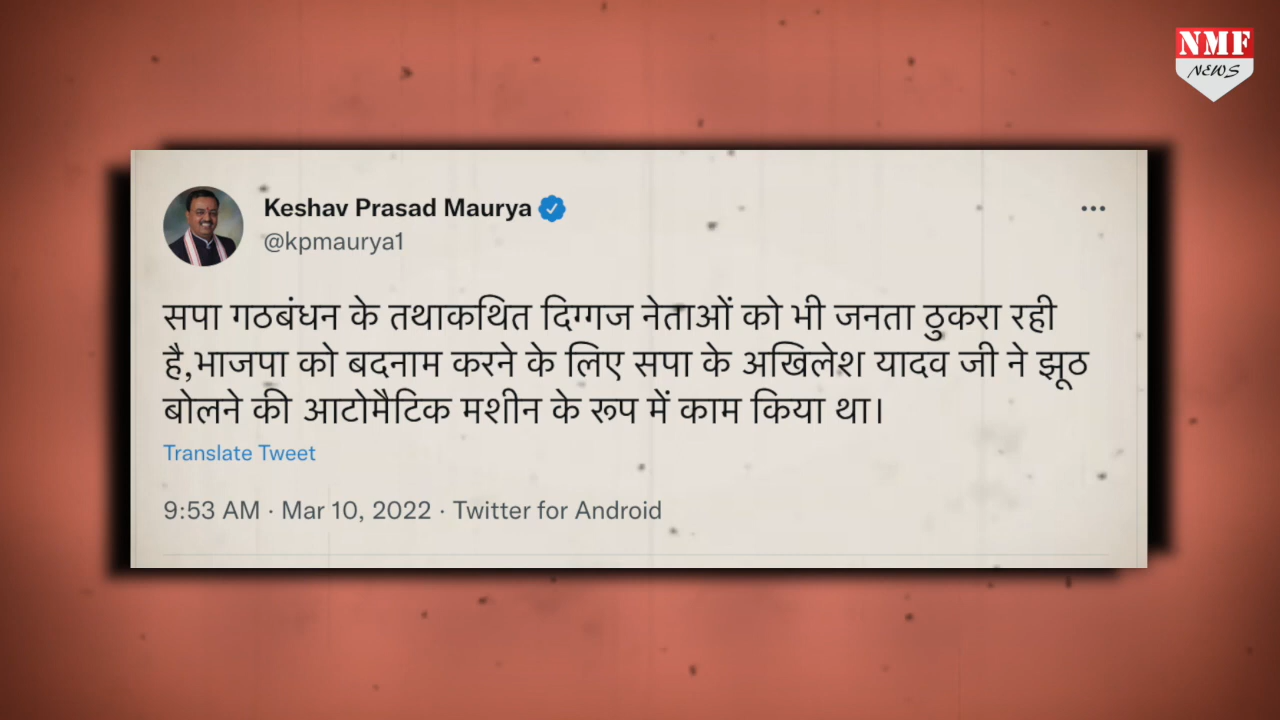 NMF
NEWS
Keshav Prasad Maurya
@kpmaurya1
सपा गठबंधन के तथाकथित दिग्गज नेताओं को भी जनता ठुकरा रही
है,भाजपा को बदनाम करने के लिए सपा के अखिलेश यादव जी ने झूठ
बोलने की आटोमैटिक मशीन के रूप में काम किया था।
Translate Tweet
9:53 AM · Mar 10, 2022 · Twitter for Android